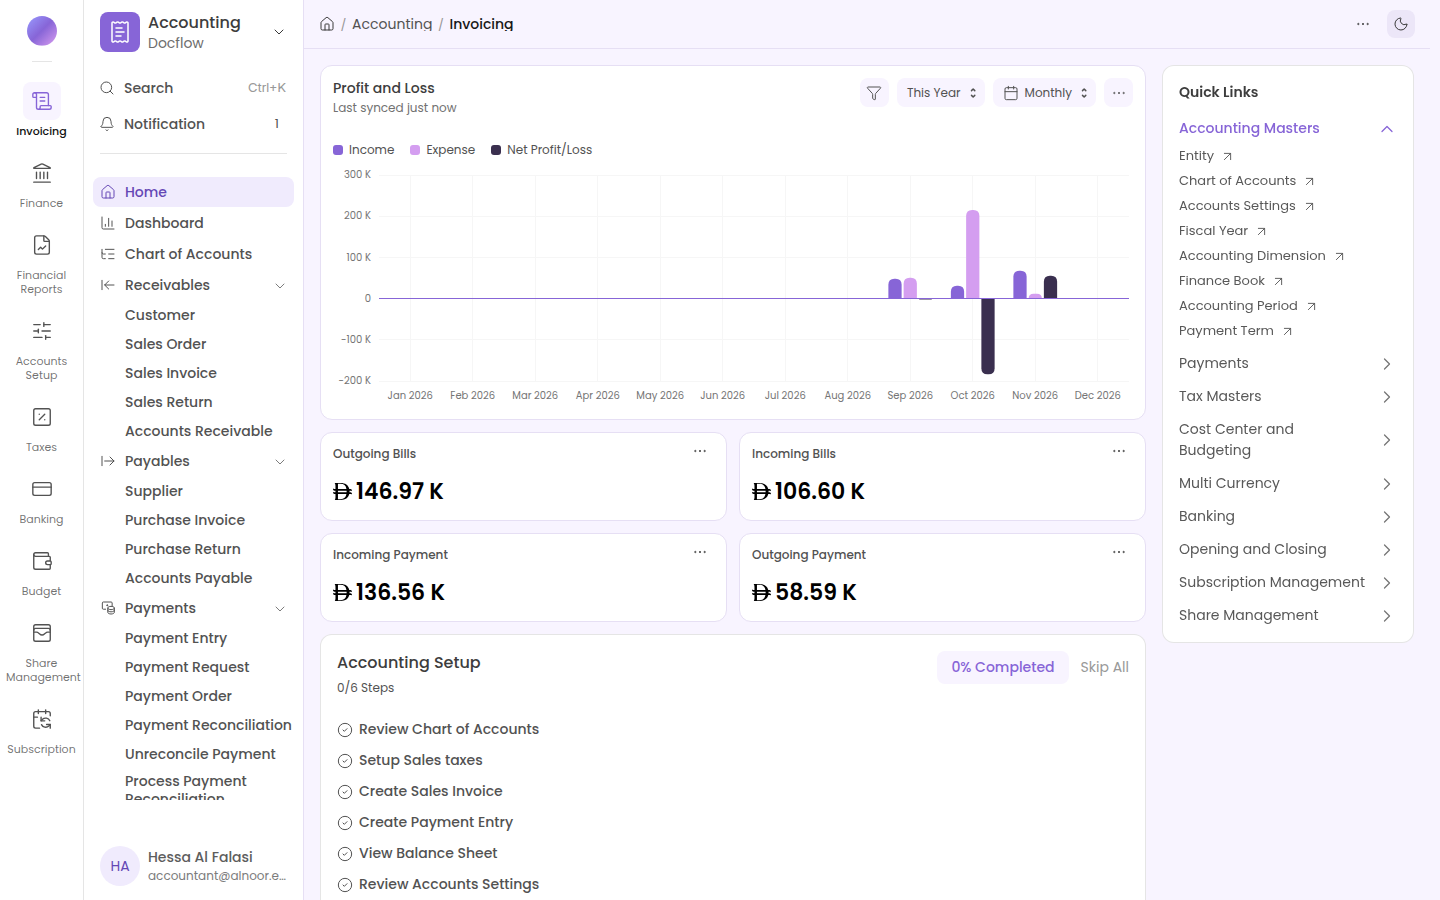 Invoicing
Finance
Financial
Reports
Accounts
Setup
Taxes
Banking
Budget
Share
Management
Subscription
Accounting
Docflow
Search Ctrl+K
Notification 1
Home
Dashboard
Chart of Accounts
Receivables
Customer
Sales Order
Sales Invoice
Sales Return
Accounts Receivable
Payables
Supplier
Purchase Invoice
Purchase Return
Accounts Payable
Payments
Payment Entry
Payment Request
Payment Order
Payment Reconciliation
Unreconcile Payment
Process Payment
Reconciliation
HA
Hessa Al Falasi
accountant@alnoor.e...
/ Accounting / Invoicing
Profit and Loss
Last synced just now
This Year
Monthly
Income Expense Net Profit/Loss
300 K
200 K
100 K
0
-100 K
-200 K
Jan 2026 Feb 2026 Mar 2026 Apr 2026 May 2026 Jun 2026 Jul 2026 Aug 2026 Sep 2026 Oct 2026 Nov 2026 Dec 2026
Outgoing Bills
146.97 K
Incoming Bills
106.60 K
Incoming Payment
136.56 K
Outgoing Payment
58.59 K
Accounting Setup
0/6 Steps
0% Completed
Skip All
Review Chart of Accounts
Setup Sales taxes
Create Sales Invoice
Create Payment Entry
View Balance Sheet
Review Accounts Settings
Quick Links
Accounting Masters
Entity
Chart of Accounts
Accounts Settings
Fiscal Year
Accounting Dimension
Finance Book
Accounting Period
Payment Term
Payments
Tax Masters
Cost Center and
Budgeting
Multi Currency
Banking
Opening and Closing
Subscription Management
Share Management